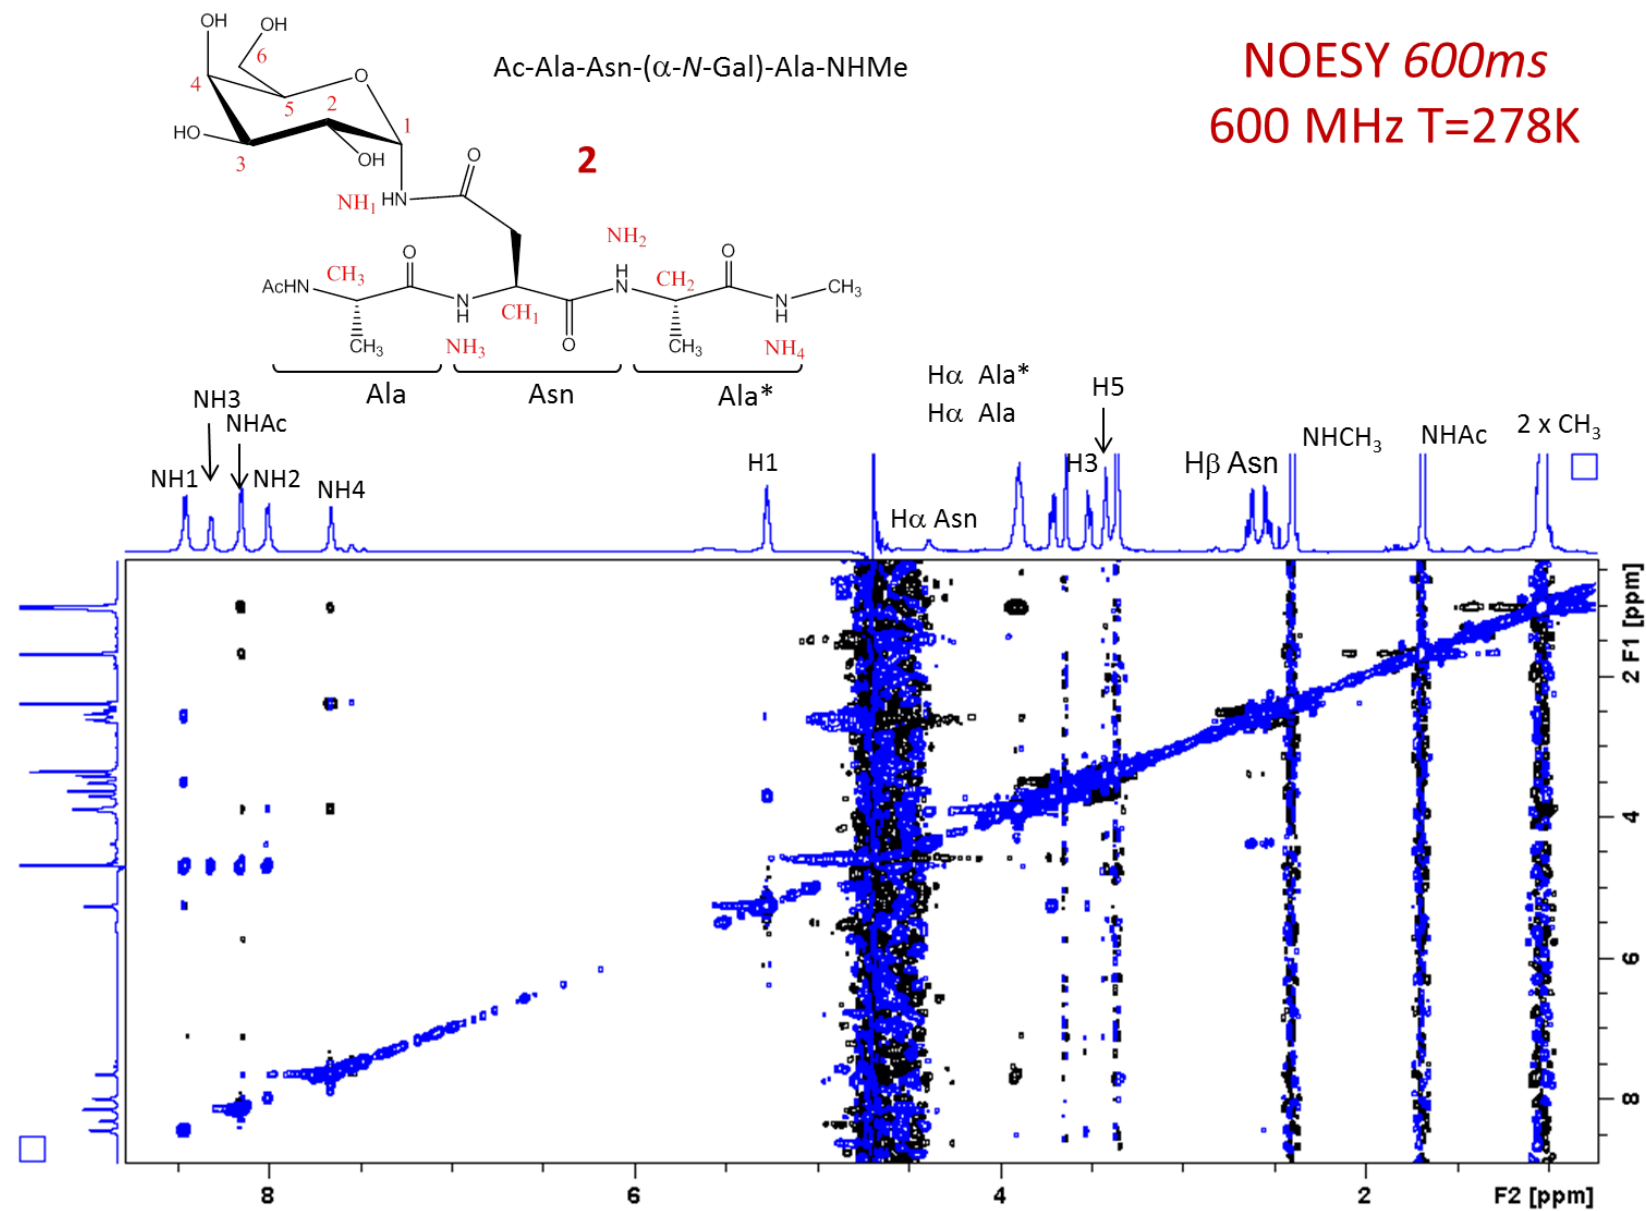 OH
OH
6
O
4
5
2
1
HO
OH
3
Ac-Ala-Asn-(α-N-Gal)-Ala-NHMe
NOESY 600ms
600 MHz T=278K
2
O
NH₁ HN
NH₂
O
O
CH₃
H
CH₂
AcHN
N
N
CH₃
N
H
CH₁
H
O
CH₃
NH₃
CH₃
NH₄
Ala
Asn
Ala*
Hα Ala*
Hα Ala
H5
NH3
NHAc
NH1
NH2
NH4
H1
Hα Asn
H3
Hβ Asn
NHCH₃
NHAc
2 x CH₃
F1 [ppm]
2
4
6
8
8
6
4
2
F2 [ppm]